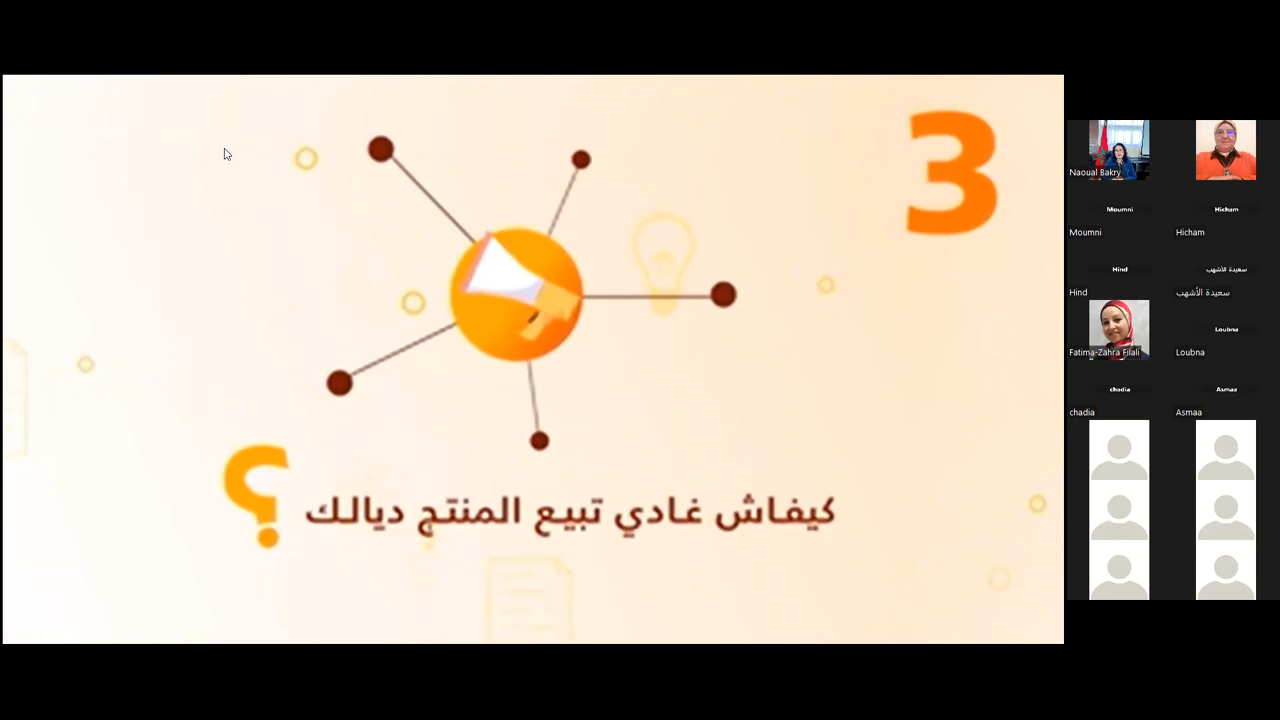 3
كيفاش غادي تبيع المنتج ديالك ؟
Naoual Bakry
Moumni
Hicham
Moumni
Hicham
Hind
سعيدة الأشهب
Hind
سعيدة الأشهب
Loubna
Fatima-Zahra Filali
Loubna
chadia
Asmaa
chadia
Asmaa